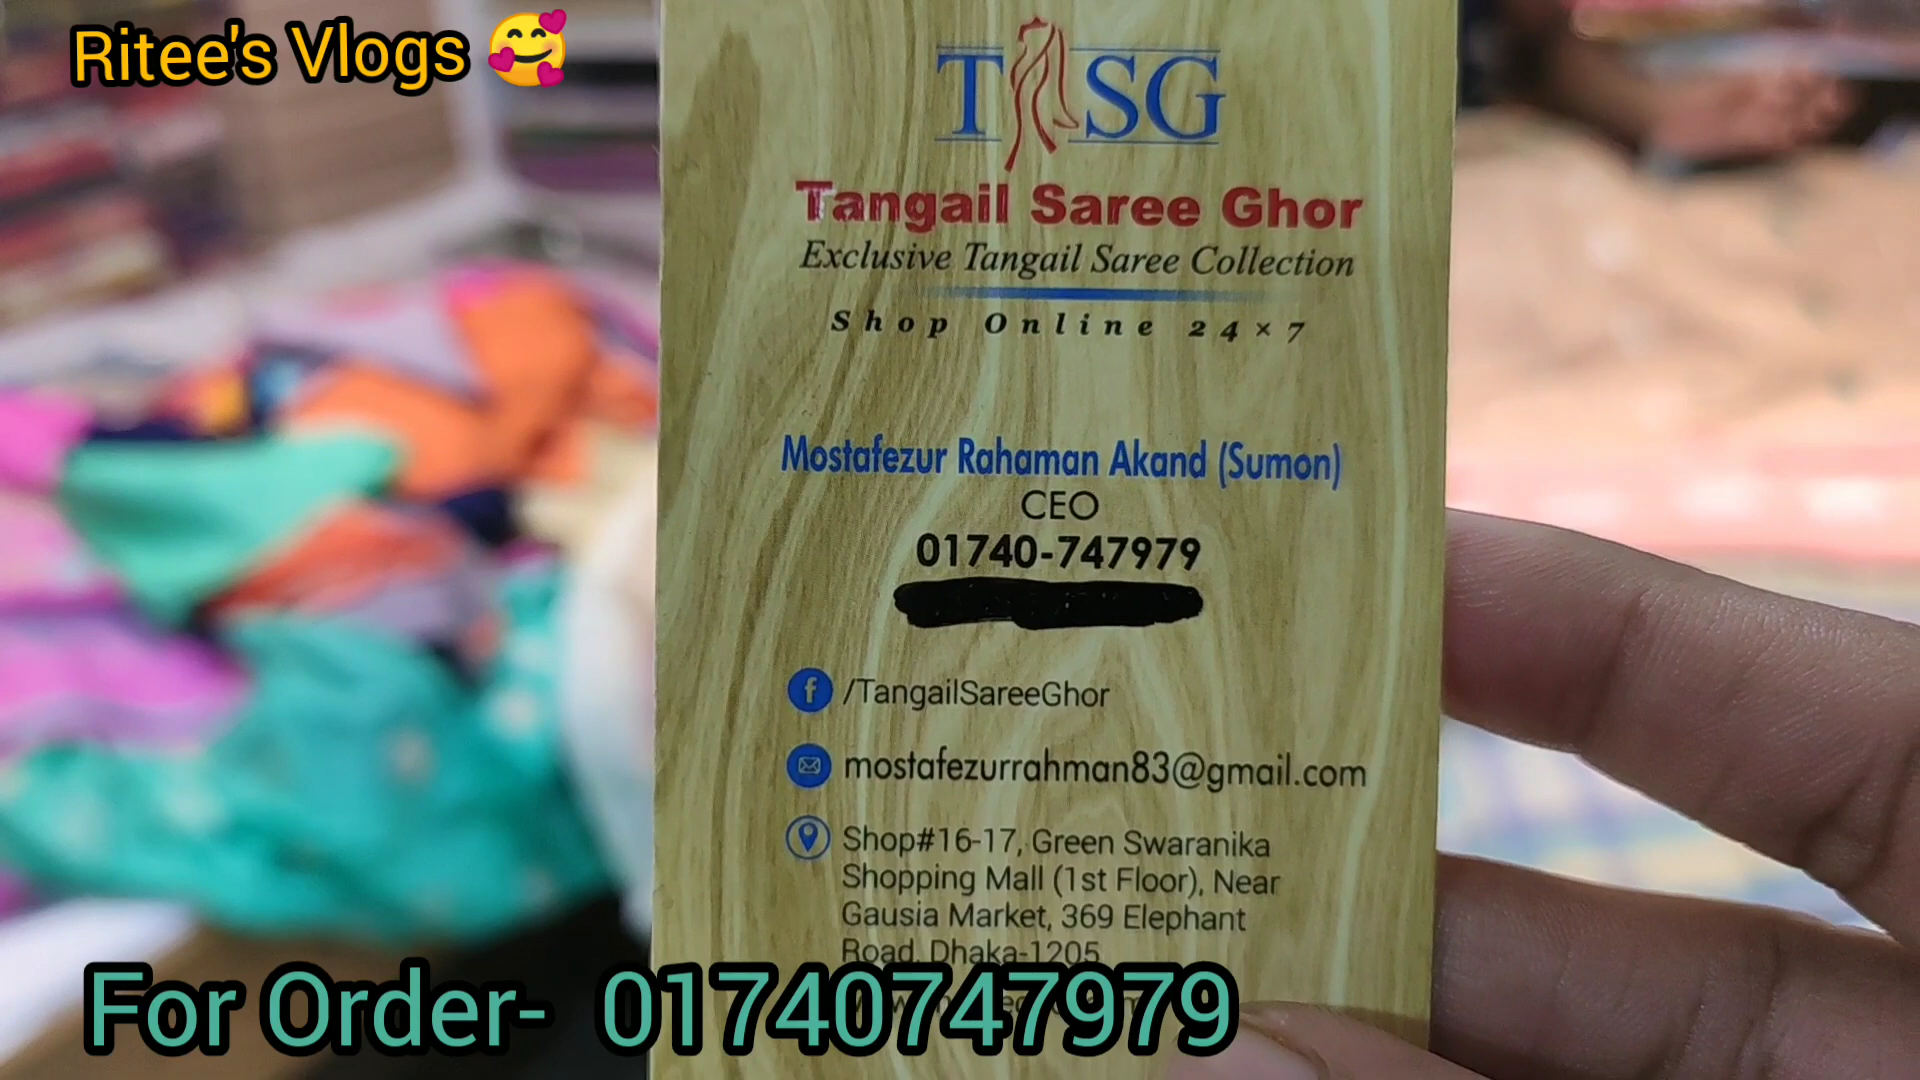 Ritee's Vlogs 🥰
TSG
Tangail Saree Ghor
Exclusive Tangail Saree Collection
Shop Online 24×7
Mostafezur Rahaman Akand (Sumon)
CEO
01740-747979
/TangailSareeGhor
mostafezurrahman83@gmail.com
Shop#16-17, Green Swaranika
Shopping Mall (1st Floor), Near
Gausia Market, 369 Elephant
Road, Dhaka-1205
For Order- 01740747979